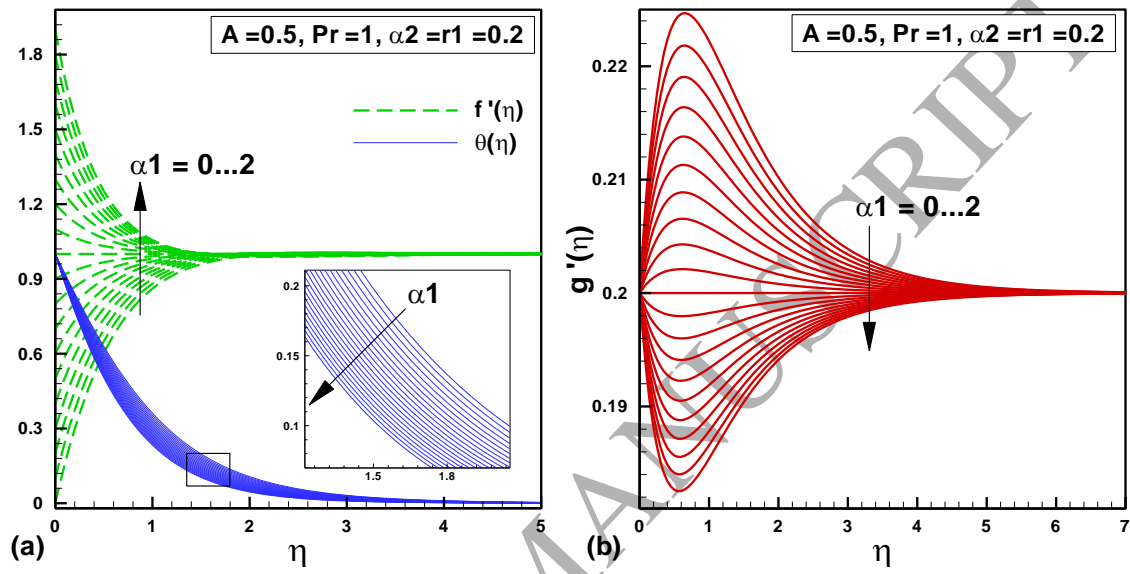 A =0.5, Pr =1, α2 =r1 =0.2
f '(η)
θ(η)
α1 = 0...2
α1
0.2
0.15
0.1
1.5
1.8
1.8
1.5
1.2
0.9
0.6
0.3
0
0
1
2
3
4
5
(a)
η
A =0.5, Pr =1, α2 =r1 =0.2
α1 = 0...2
g '(η)
0.22
0.21
0.2
0.19
0
1
2
3
4
5
6
7
(b)
η
MANUSCRIPT